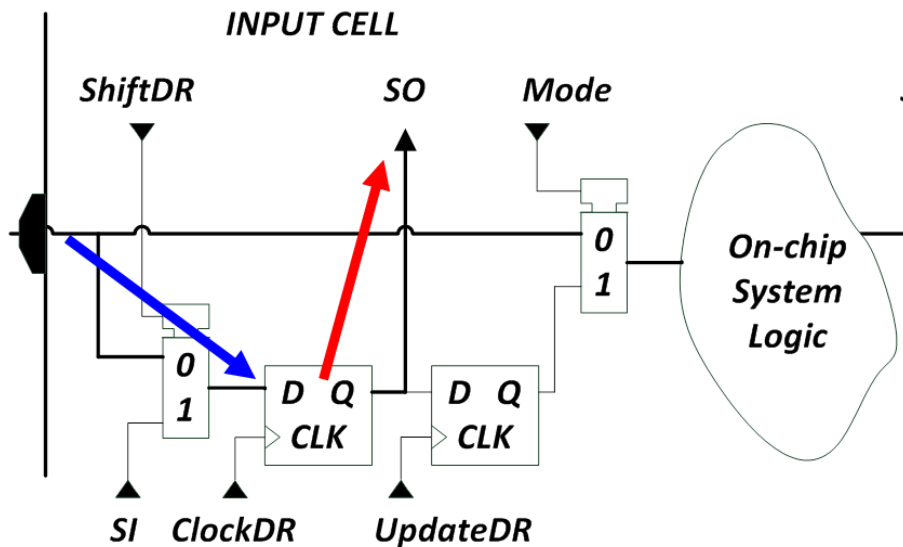 INPUT CELL
ShiftDR
SO
Mode
0
1
On-chip
System
Logic
0
1
D Q
CLK
D Q
CLK
SI
ClockDR
UpdateDR